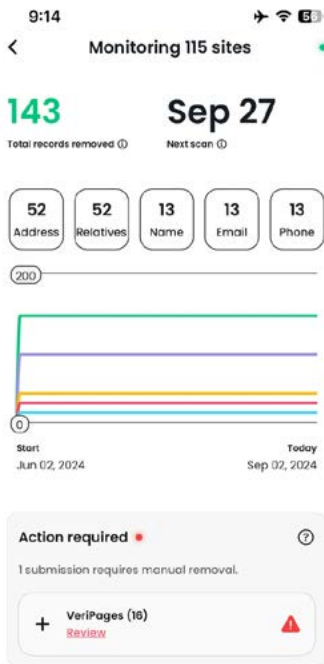 9:14
56
Monitoring 115 sites
143
Sep 27
Total records removed
Next scan
52
52
13
13
13
Address
Relatives
Name
Email
Phone
200
0
Start
Today
Jun 02, 2024
Sep 02, 2024
Action required
?
1 submission requires manual removal.
VeriPages (16)
Review